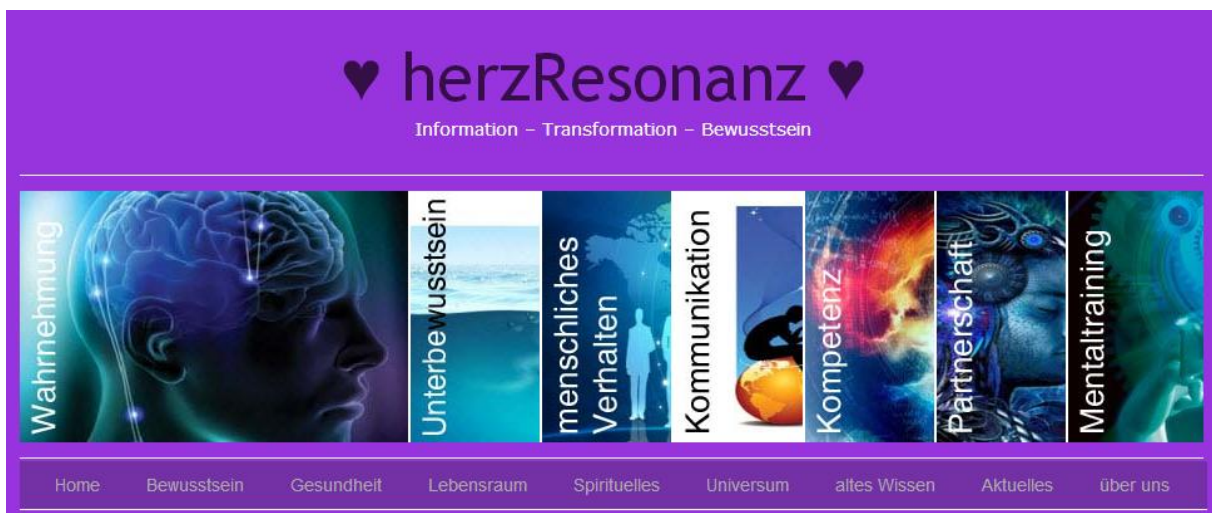 ♥ herzResonanz ♥
Information – Transformation – Bewusstsein
Wahrnehmung
Unterbewusstsein
menschliches
Verhalten
Kommunikation
Kompetenz
Partnerschaft
Mentaltraining
Home Bewusstsein Gesundheit Lebensraum Spirituelles Universum altes Wissen Aktuelles über uns